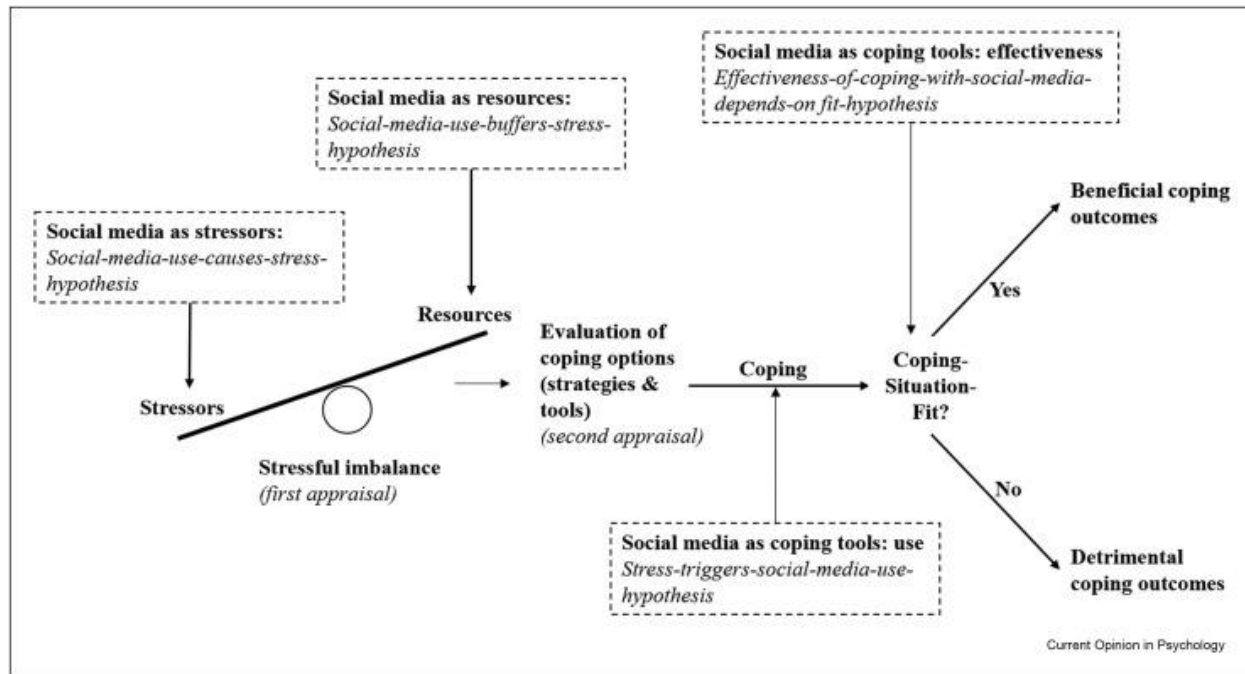 Social media as coping tools: effectiveness
Effectiveness-of-coping-with-social-media-
depends-on fit-hypothesis
Social media as resources:
Social-media-use-buffers-stress-
hypothesis
Social media as stressors:
Social-media-use-causes-stress-
hypothesis
Beneficial coping
outcomes
Yes
Resources
Stressors
Stressful imbalance
(first appraisal)
Evaluation of
coping options
(strategies &
tools)
(second appraisal)
Coping
Coping-
Situation-
Fit?
No
Social media as coping tools: use
Stress-triggers-social-media-use-
hypothesis
Detrimental
coping outcomes
Current Opinion in Psychology